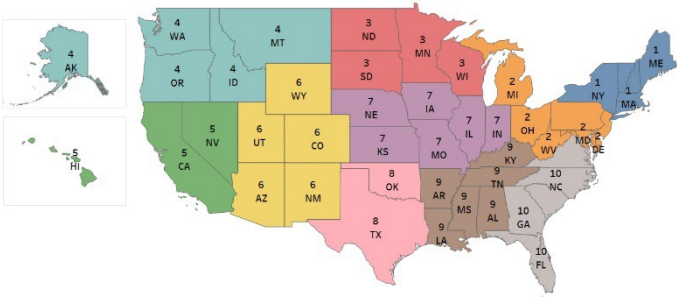 4
AK
5
HI
4
WA
4
OR
4
ID
4
MT
6
WY
5
NV
5
CA
6
UT
6
CO
6
AZ
6
NM
3
ND
3
SD
3
MN
3
WI
7
NE
7
IA
7
KS
7
MO
7
IL
7
IN
8
OK
8
TX
2
MI
2
OH
2
WV
2
MD
2
DE
1
NY
1
MA
1
ME
9
KY
9
TN
9
AR
9
MS
9
AL
9
LA
10
NC
10
GA
10
FL